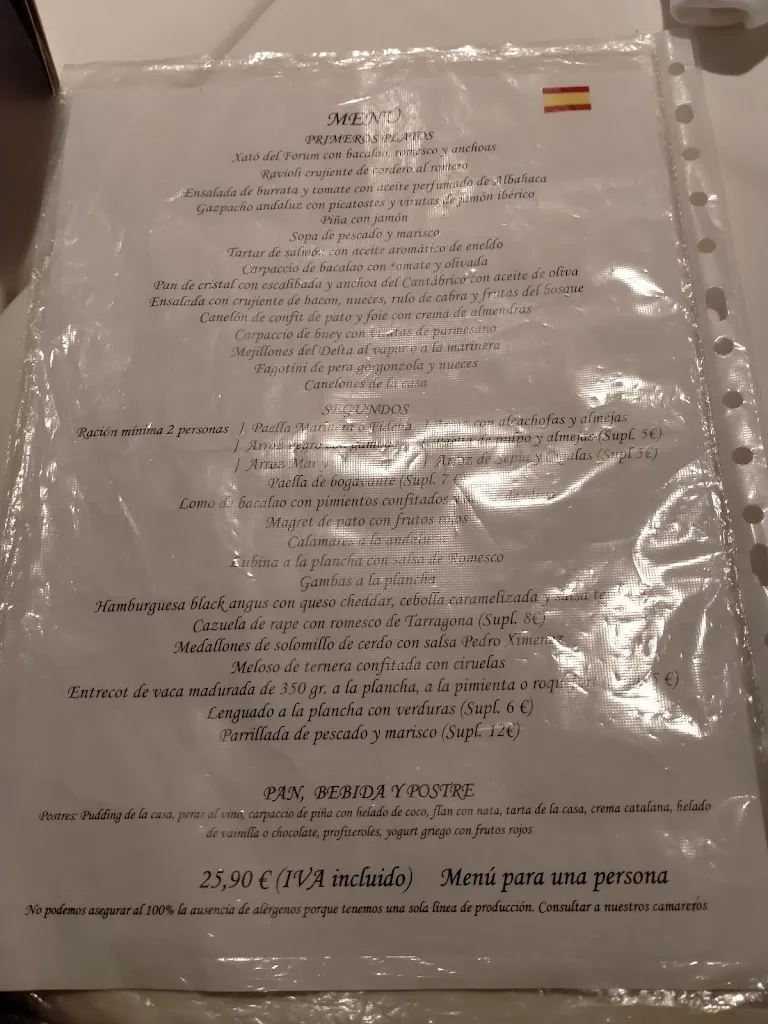 MENÚ
PRIMEROS PLATOS
Xató del Forum con bacalao, romesco y anchoas
Ravioli crujiente de cordero al romero
Ensalada de burrata y tomate con aceite perfumado de Albahaca
Gazpacho andaluz con picatostes y virutas de jamón ibérico
Piña con jamón
Sopa de pescado y marisco
Tartar de salmón con aceite aromático de eneldo
Carpaccio de bacalao con tomate y olivada
Pan de cristal con escalibada y anchoa del Cantábrico con aceite de oliva
Ensalada con crujiente de bacon, nueces, rulo de cabra y frutas del bosque
Canelón de confit de pato y foie con crema de almendras
Carpaccio de buey con virutas de parmesano
Mejillones del Delta al vapor o a la marinera
Fagotini de pera gorgonzola y nueces
Canelones de la casa
SEGUNDOS
Ración mínima 2 personas } Paella Marinera o Fideuá } con alcachofas y almejas
} Arroz negro con gambas } de pulpo y almejas (Supl. 5€)
} Arroz Mar y } Arroz de Sepia y Cigalas (Supl 5€)
Paella de bogavante (Supl. 7 €
Lomo de bacalao con pimientos confitados
Magret de pato con frutos rojos
Calamares a la andaluza
Lubina a la plancha con salsa de Romesco
Gambas a la plancha
Hamburguesa black angus con queso cheddar, cebolla caramelizada y salsa
Cazuela de rape con romesco de Tarragona (Supl. 8€)
Medallones de solomillo de cerdo con salsa Pedro Ximenez
Meloso de ternera confitada con ciruelas
Entrecot de vaca madurada de 350 gr. a la plancha, a la pimienta o 5 €)
Lenguado a la plancha con verduras (Supl. 6 €)
Parrillada de pescado y marisco (Supl. 12€)
PAN, BEBIDA Y POSTRE
Postres: Pudding de la casa, peras al vino, carpaccio de piña con helado de coco, flan con nata, tarta de la casa, crema catalana, helado
de vainilla o chocolate, profiteroles, yogurt griego con frutos rojos
25,90 € (IVA incluido) Menú para una persona
No podemos asegurar al 100% la ausencia de alérgenos porque tenemos una sola línea de producción. Consultar a nuestros camareros